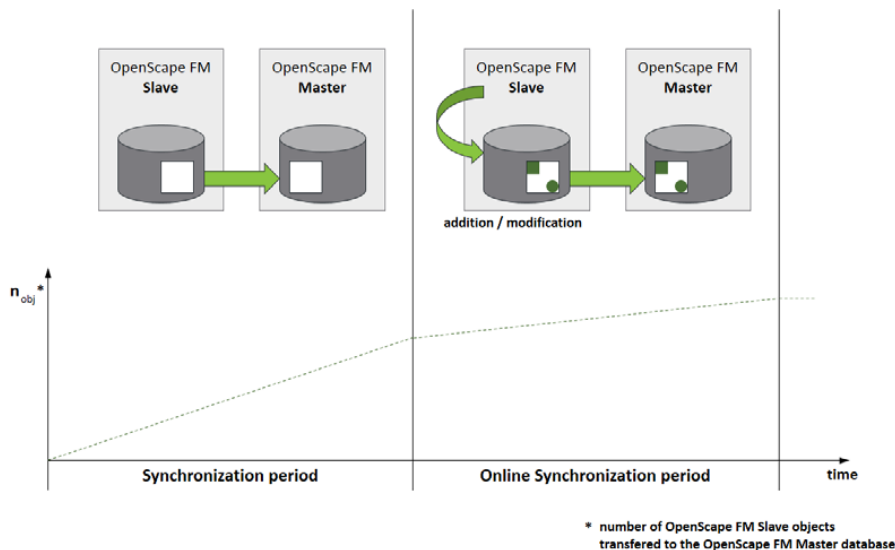 OpenScape FM
Slave
OpenScape FM
Master
OpenScape FM
Slave
OpenScape FM
Master
addition / modification
n obj *
Synchronization period
Online Synchronization period
time
* number of OpenScape FM Slave objects
transfered to the OpenScape FM Master database